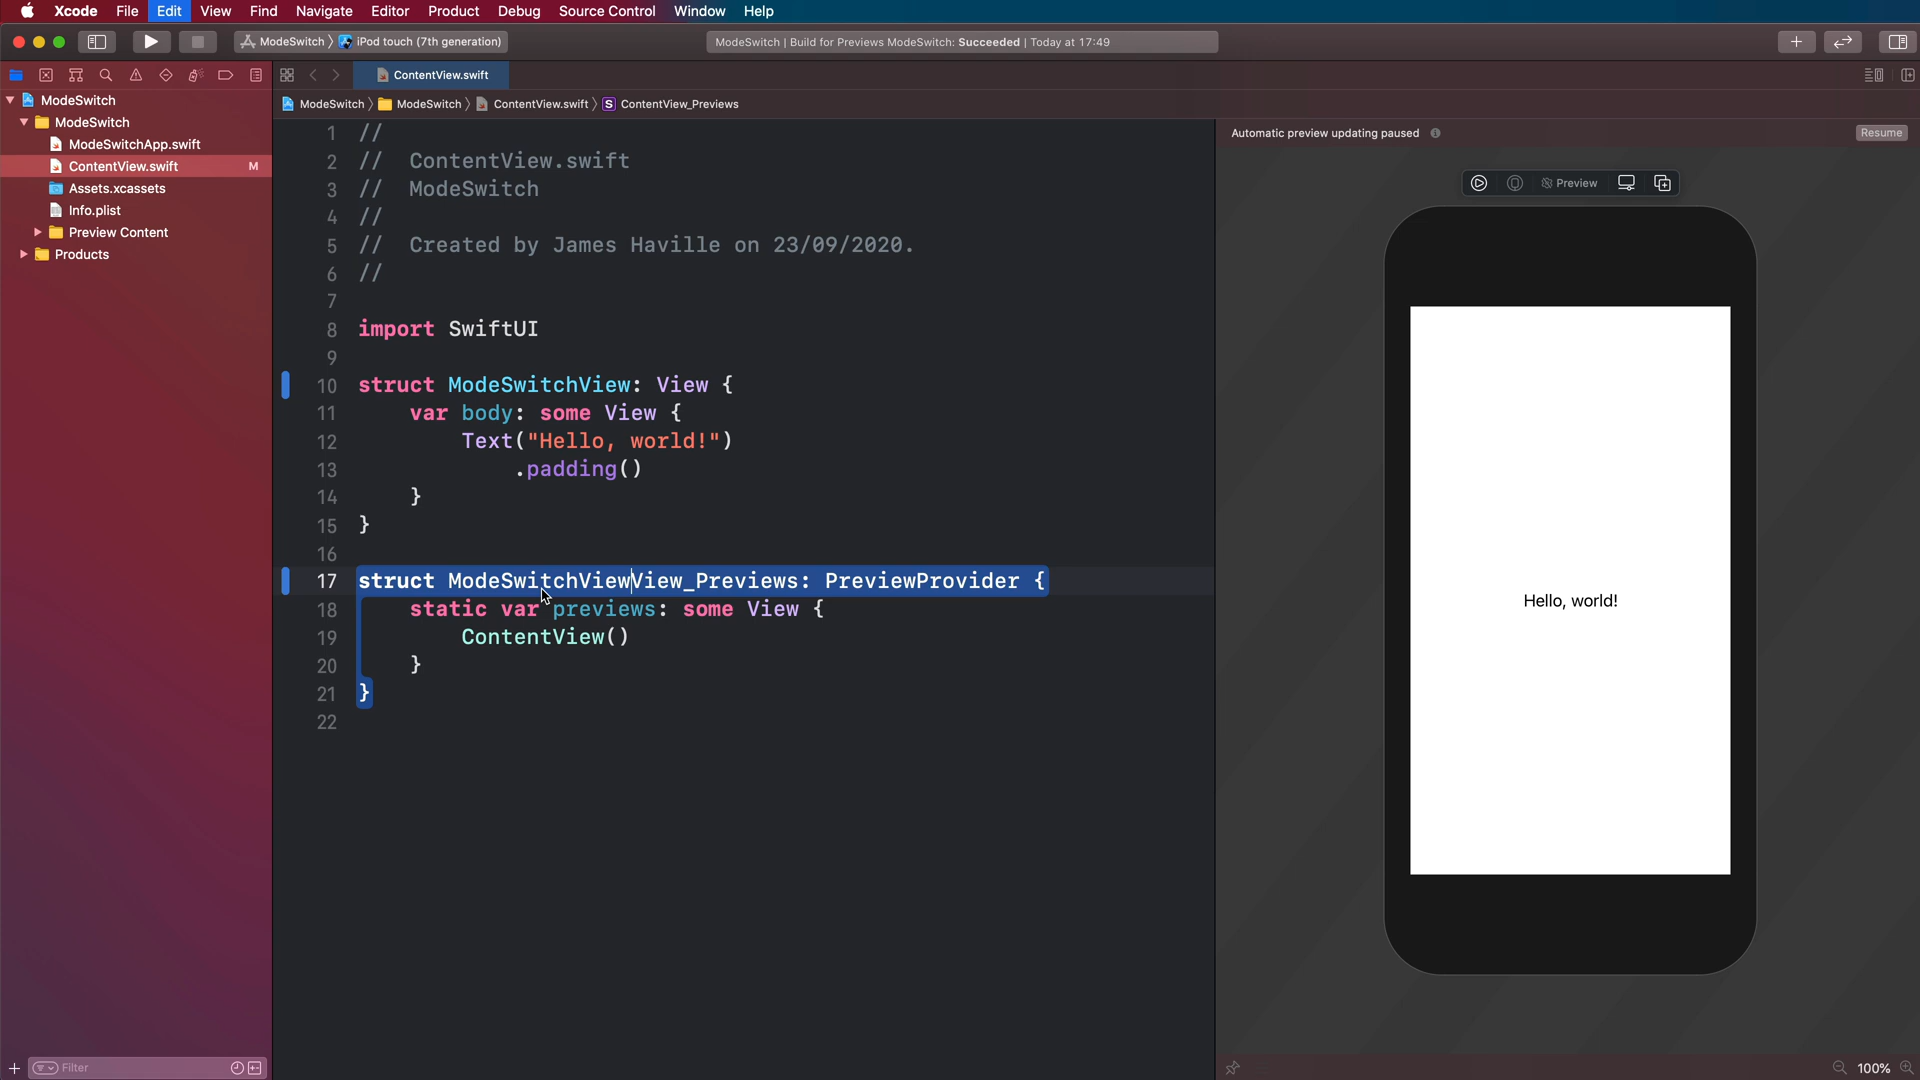 Xcode File Edit View Find Navigate Editor Product Debug Source Control Window Help
ModeSwitch iPod touch (7th generation)
ModeSwitch | Build for Previews ModeSwitch: Succeeded | Today at 17:49
ContentView.swift
ModeSwitch ModeSwitch ContentView.swift S ContentView_Previews
ModeSwitch
ModeSwitch
ModeSwitchApp.swift
ContentView.swift M
Assets.xcassets
Info.plist
Preview Content
Products
Filter
1 //
2 // ContentView.swift
3 // ModeSwitch
4 //
5 // Created by James Haville on 23/09/2020.
6 //
7
8 import SwiftUI
9
10 struct ModeSwitchView: View {
11 var body: some View {
12 Text("Hello, world!")
13 .padding()
14 }
15 }
16
17 struct ModeSwitchViewView_Previews: PreviewProvider {
18 static var previews: some View {
19 ContentView()
20 }
21 }
22
Automatic preview updating paused
Resume
Preview
Hello, world!
100%